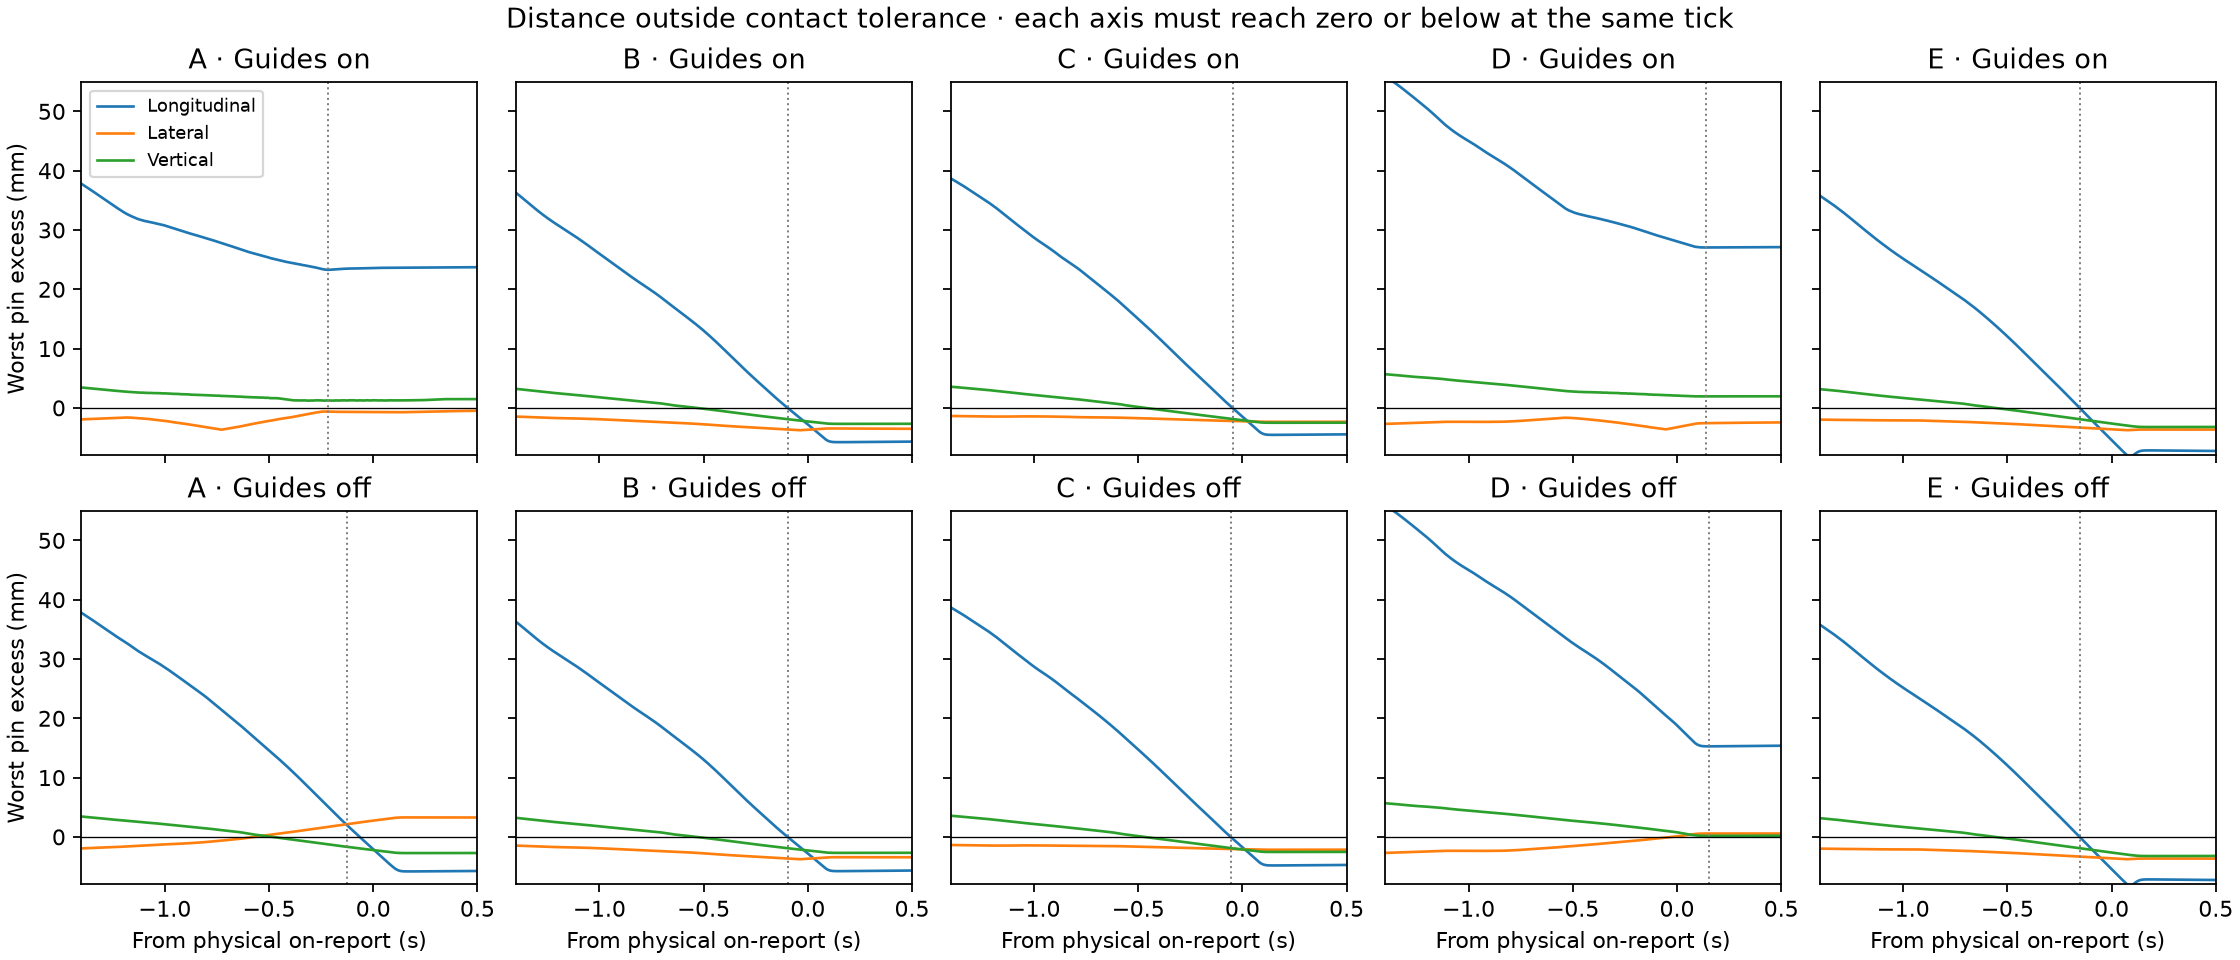 Distance outside contact tolerance · each axis must reach zero or below at the same tick
A · Guides on
B · Guides on
C · Guides on
D · Guides on
E · Guides on
Longitudinal
Lateral
Vertical
Worst pin excess (mm)
50
40
30
20
10
0
A · Guides off
B · Guides off
C · Guides off
D · Guides off
E · Guides off
Worst pin excess (mm)
50
40
30
20
10
0
−1.0 −0.5 0.0 0.5
−1.0 −0.5 0.0 0.5
−1.0 −0.5 0.0 0.5
−1.0 −0.5 0.0 0.5
−1.0 −0.5 0.0 0.5
From physical on-report (s)
From physical on-report (s)
From physical on-report (s)
From physical on-report (s)
From physical on-report (s)